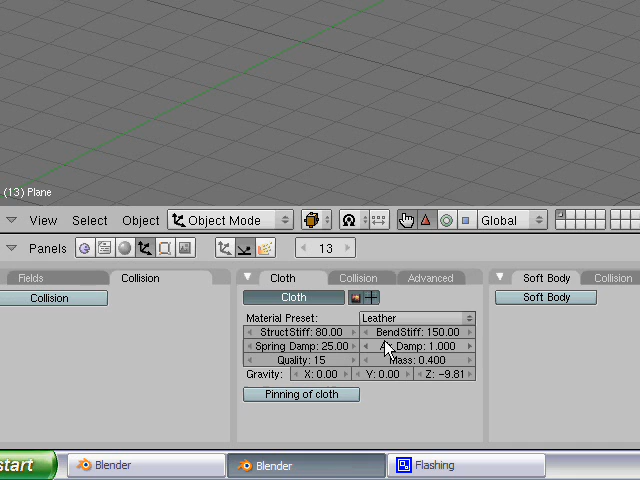 (13) Plane
View Select Object Object Mode Global
Panels 13
Fields Collision Cloth Collision Advanced Soft Body Collision
Collision Cloth Soft Body
Material Preset: Leather
StructStiff: 80.00 BendStiff: 150.00
Spring Damp: 25.00 Damp: 1.000
Quality: 15 Mass: 0.400
Gravity: X: 0.00 Y: 0.00 Z: -9.81
Pinning of cloth
start Blender Blender Flashing